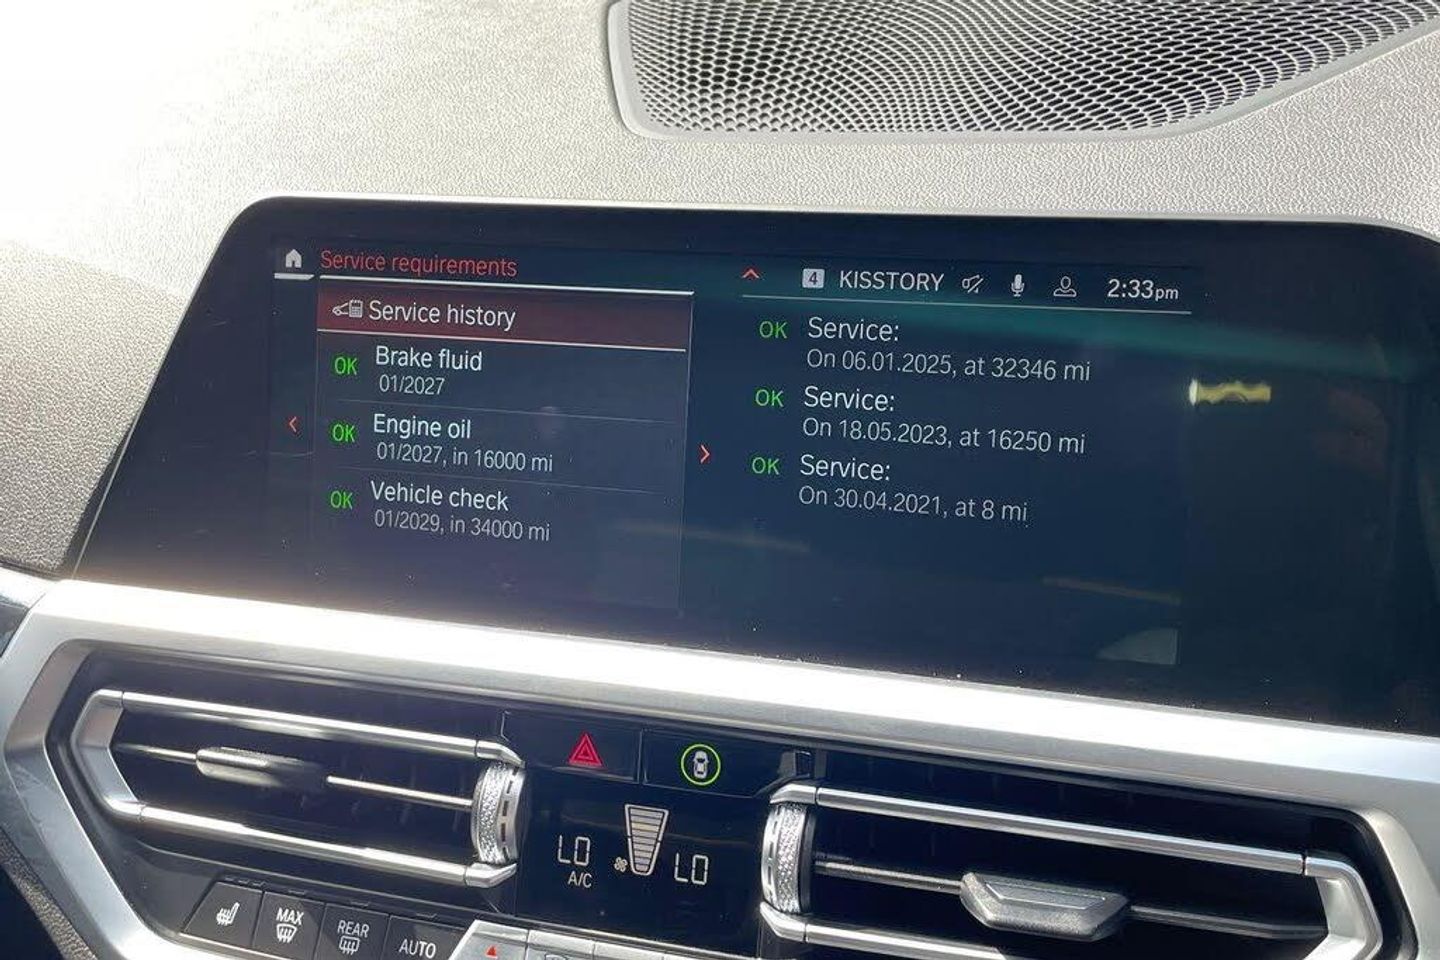 Service requirements
4 KISSTORY 2:33pm
Service history
OK Brake fluid
01/2027
OK Engine oil
01/2027, in 16000 mi
OK Vehicle check
01/2029, in 34000 mi
OK Service:
On 06.01.2025, at 32346 mi
OK Service:
On 18.05.2023, at 16250 mi
OK Service:
On 30.04.2021, at 8 mi
LO LO
A/C
MAX
REAR
AUTO